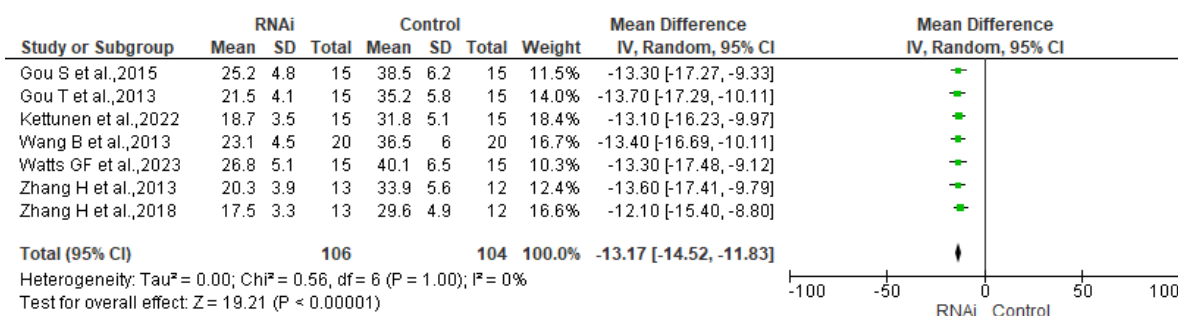 RNAi Control Mean Difference Mean Difference
Study or Subgroup Mean SD Total Mean SD Total Weight IV, Random, 95% CI IV, Random, 95% CI
Gou S et al.,2015 25.2 4.8 15 38.5 6.2 15 11.5% -13.30 [-17.27, -9.33]
Gou T et al,2013 21.5 4.1 15 35.2 5.8 15 14.0% -13.70 [-17.29, -10.11]
Kettunen et al.,2022 18.7 3.5 15 31.8 5.1 15 18.4% -13.10 [-16.23, -9.97]
Wang B et al.,2013 23.1 4.5 20 36.5 6 20 16.7% -13.40 [-16.69, -10.11]
Watts GF et al.,2023 26.8 5.1 15 40.1 6.5 15 10.3% -13.30 [-17.48, -9.12]
Zhang H et al.,2013 20.3 3.9 13 33.9 5.6 12 12.4% -13.60 [-17.41, -9.79]
Zhang H et al.,2018 17.5 3.3 13 29.6 4.9 12 16.6% -12.10 [-15.40, -8.80]
Total (95% CI) 106 104 100.0% -13.17 [-14.52, -11.83]
Heterogeneity: Tau² = 0.00; Chi² = 0.56, df = 6 (P = 1.00); I² = 0%
Test for overall effect: Z = 19.21 (P < 0.00001)
-100 -50 0 50 100
RNAi Control